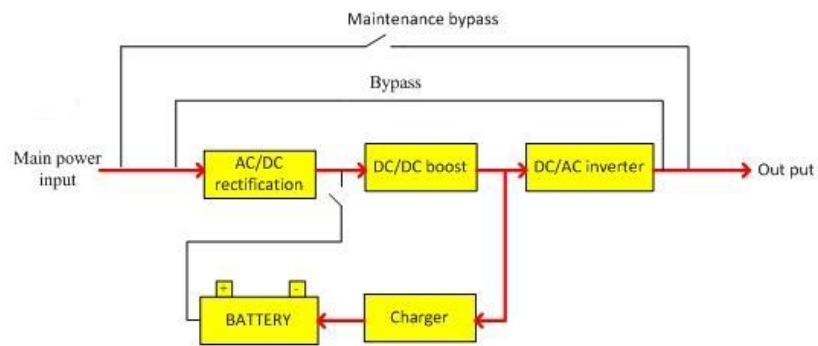 Maintenance bypass
Bypass
Main power
input
AC/DC
rectification
DC/DC boost
DC/AC inverter
Out put
+
-
BATTERY
Charger